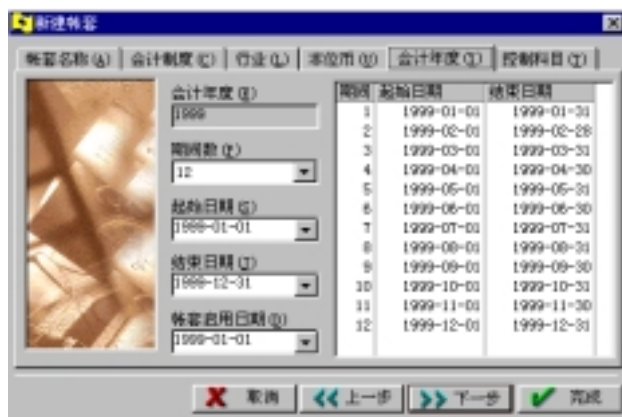 新建帐套
帐套名称(A) 会计制度(C) 行业(L) 本位币(U) 会计年度(I) 控制科目(T)
会计年度(E)
1999
期间数(P)
12
起始日期(S)
1999-01-01
结束日期(J)
1999-12-31
帐套启用日期(D)
1999-01-01
期间 起始日期 结束日期
1 1999-01-01 1999-01-31
2 1999-02-01 1999-02-28
3 1999-03-01 1999-03-31
4 1999-04-01 1999-04-30
5 1999-05-01 1999-05-31
6 1999-06-01 1999-06-30
7 1999-07-01 1999-07-31
8 1999-08-01 1999-08-31
9 1999-09-01 1999-09-30
10 1999-10-01 1999-10-31
11 1999-11-01 1999-11-30
12 1999-12-01 1999-12-31
取消 上一步 下一步 完成